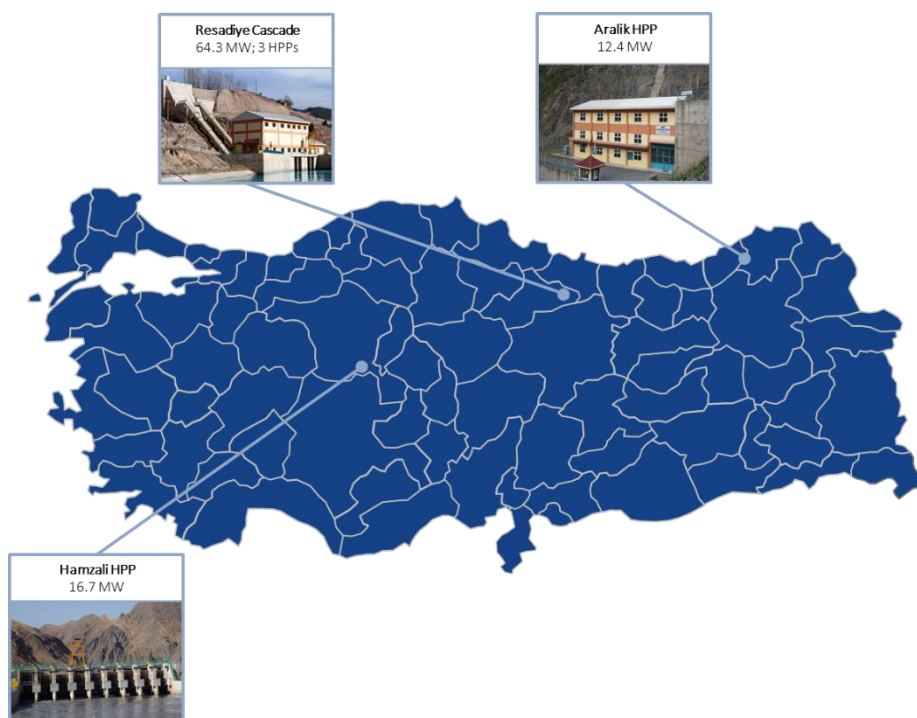 Resadiye Cascade
64.3 MW; 3 HPPs
Aralik HPP
12.4 MW
Hamzali HPP
16.7 MW